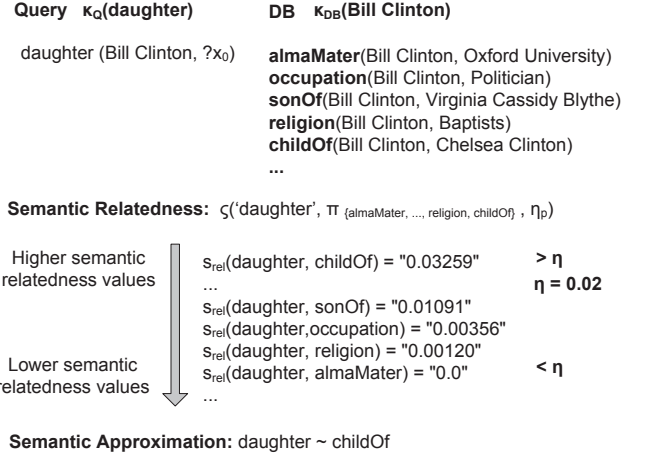 Query κQ(daughter) DB κDB(Bill Clinton)
daughter (Bill Clinton, ?x0)
almaMater(Bill Clinton, Oxford University)
occupation(Bill Clinton, Politician)
sonOf(Bill Clinton, Virginia Cassidy Blythe)
religion(Bill Clinton, Baptists)
childOf(Bill Clinton, Chelsea Clinton)
...
Semantic Relatedness: ς('daughter', π {almaMater, ..., religion, childOf} , ηp)
Higher semantic
relatedness values
srel(daughter, childOf) = "0.03259" > η
... η = 0.02
srel(daughter, sonOf) = "0.01091"
srel(daughter,occupation) = "0.00356"
srel(daughter, religion) = "0.00120"
srel(daughter, almaMater) = "0.0" < η
...
Lower semantic
relatedness values
Semantic Approximation: daughter ~ childOf